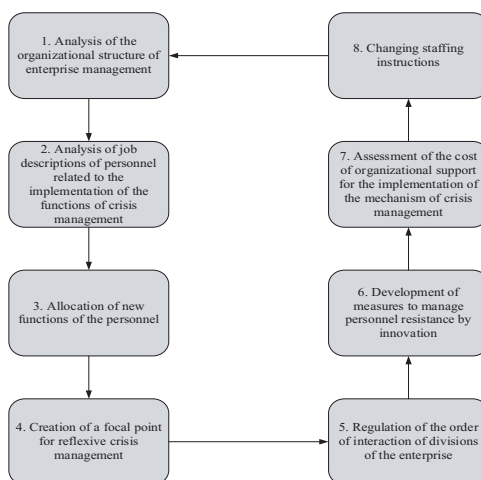 1. Analysis of the
organizational structure of
enterprise management
2. Analysis of job
descriptions of personnel
related to the
implementation of the
functions of crisis
management
3. Allocation of new
functions of the personnel
4. Creation of a focal point
for reflexive crisis
management
5. Regulation of the order
of interaction of divisions
of the enterprise
6. Development of
measures to manage
personnel resistance by
innovation
7. Assessment of the cost
of organizational support
for the implementation of
the mechanism of crisis
management
8. Changing staffing
instructions